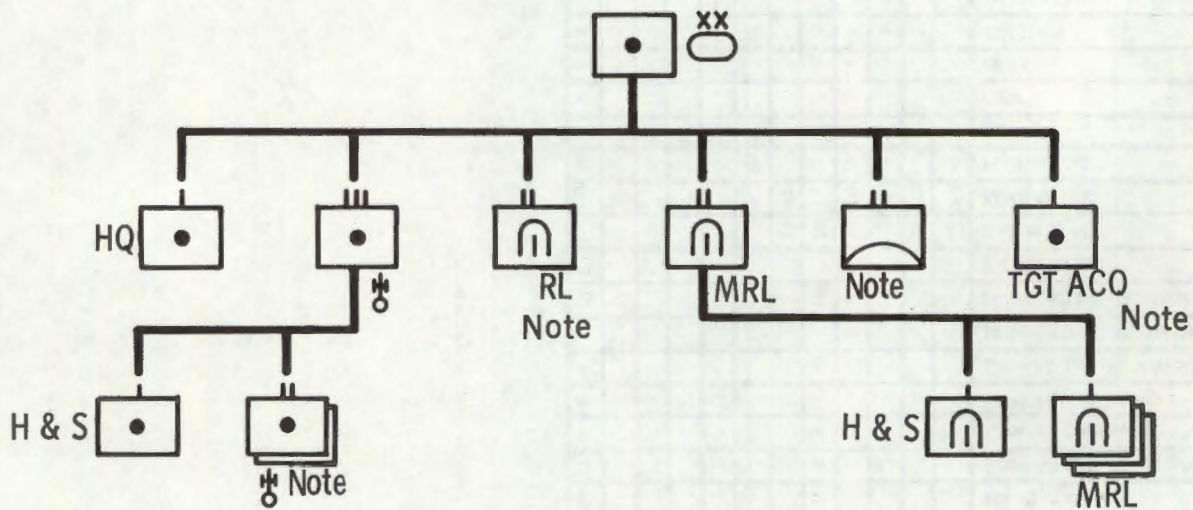 XX
HQ
RL
Note
MRL
Note
TGT ACQ
Note
H & S
Note
H & S
MRL